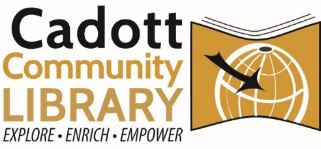 Cadott
Community
LIBRARY
EXPLORE • ENRICH • EMPOWER